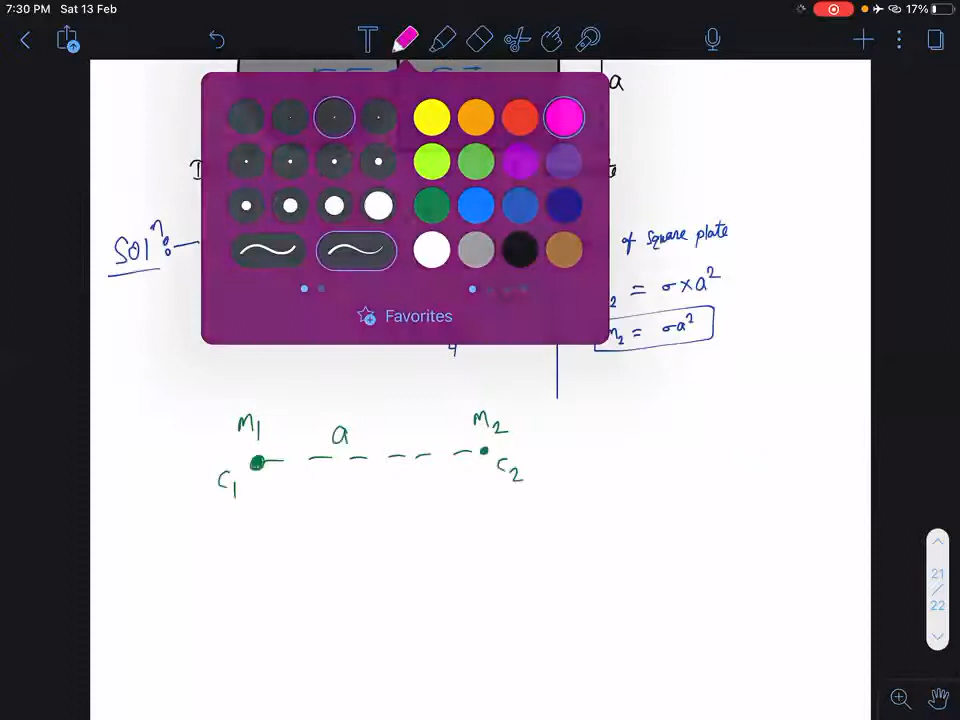 7:30 PM Sat 13 Feb 17%
T
a
of square plate
Sol?:-
2 = σ×a²
m₂ = σa²
Favorites
4
21
/
22
M₁ a M₂
C₁ C₂